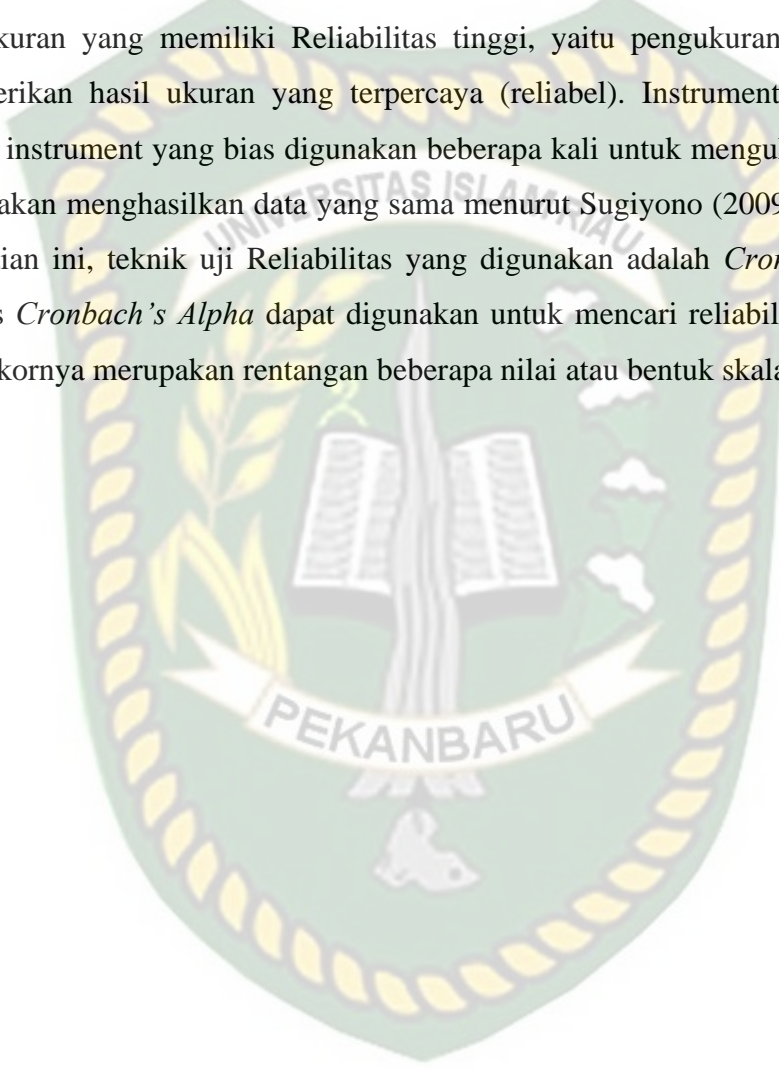 kuran yang memiliki Reliabilitas tinggi, yaitu pengukuran
erikan hasil ukuran yang terpercaya (reliabel). Instrument
instrument yang bias digunakan beberapa kali untuk mengu
akan menghasilkan data yang sama menurut Sugiyono (2009
ian ini, teknik uji Reliabilitas yang digunakan adalah Cron
s Cronbach’s Alpha dapat digunakan untuk mencari reliabil
kornya merupakan rentangan beberapa nilai atau bentuk skala
UNIVERSITAS ISLAM RIAU
PEKANBARU